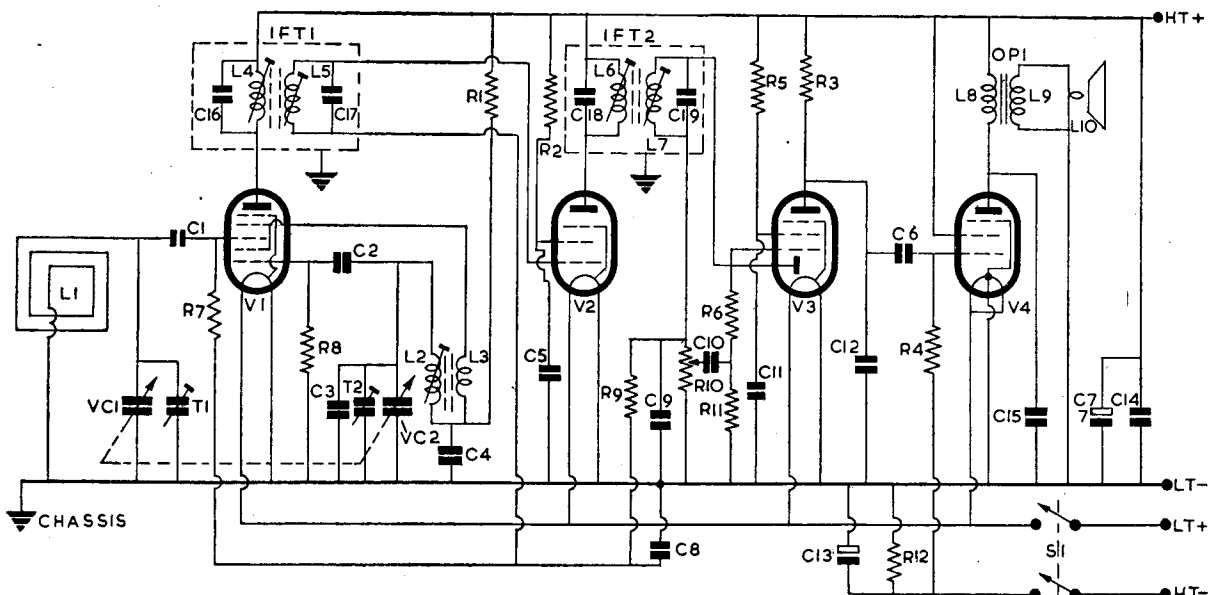 HT+
IFT1
IFT2
OP1
L4
L5
L6
R5
R3
L8
L9
R1
C16
C17
C18
C19
L10
R2
L7
C1
C2
C6
L1
R7
V1
V2
V3
V4
R6
C10
R8
L2
L3
C5
C12
R4
C3
T2
R9
C9
R10
C11
R11
VC1
T1
VC2
C15
C7
7
C14
C4
LT-
CHASSIS
LT+
C8
C13
R12
S1
HT-